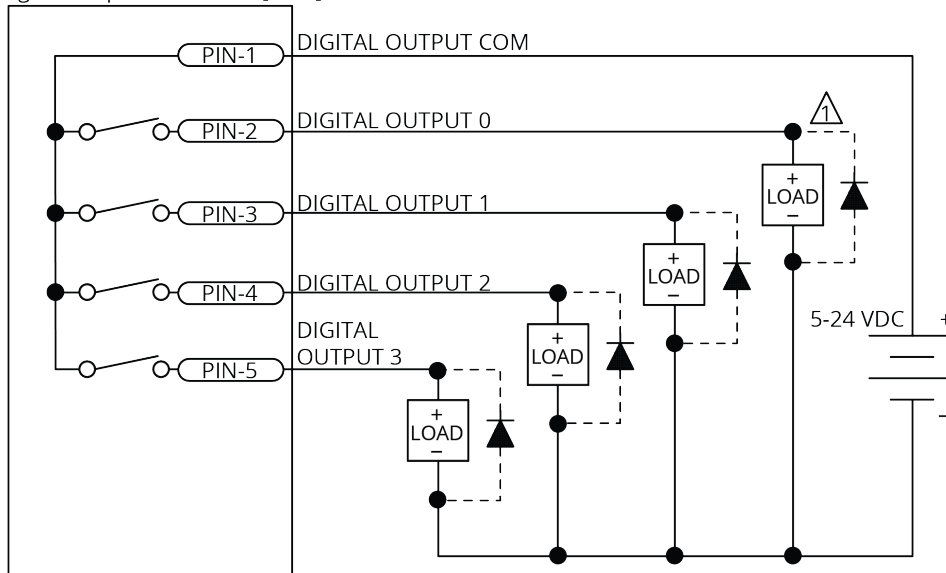 PIN-1 DIGITAL OUTPUT COM
1
PIN-2 DIGITAL OUTPUT 0
+
LOAD
−
PIN-3 DIGITAL OUTPUT 1
+
LOAD
−
PIN-4 DIGITAL OUTPUT 2
5-24 VDC +
DIGITAL
OUTPUT 3
+
LOAD
−
PIN-5
+
LOAD
−
−